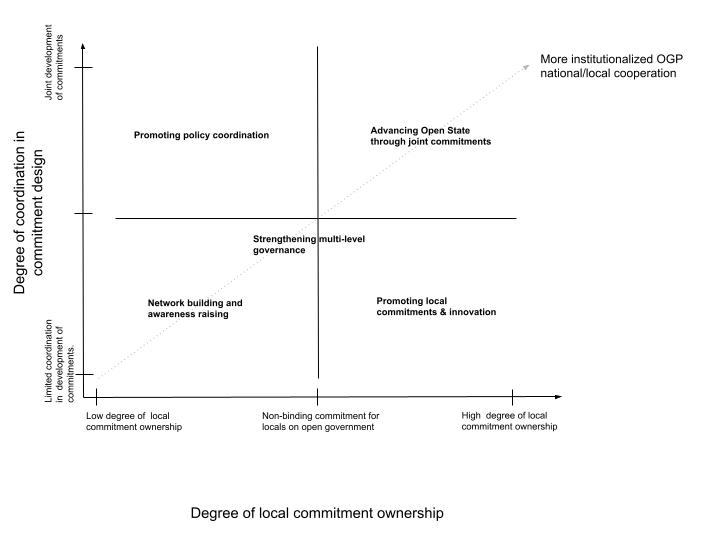 Joint development
of commitments
More institutionalized OGP
national/local cooperation
Promoting policy coordination
Advancing Open State
through joint commitments
Degree of coordination in
commitment design
Strengthening multi-level
governance
Network building and
awareness raising
Promoting local
commitments & innovation
Limited coordination
in development of
commitments.
Low degree of local
commitment ownership
Non-binding commitment for
locals on open government
High degree of local
commitment ownership
Degree of local commitment ownership